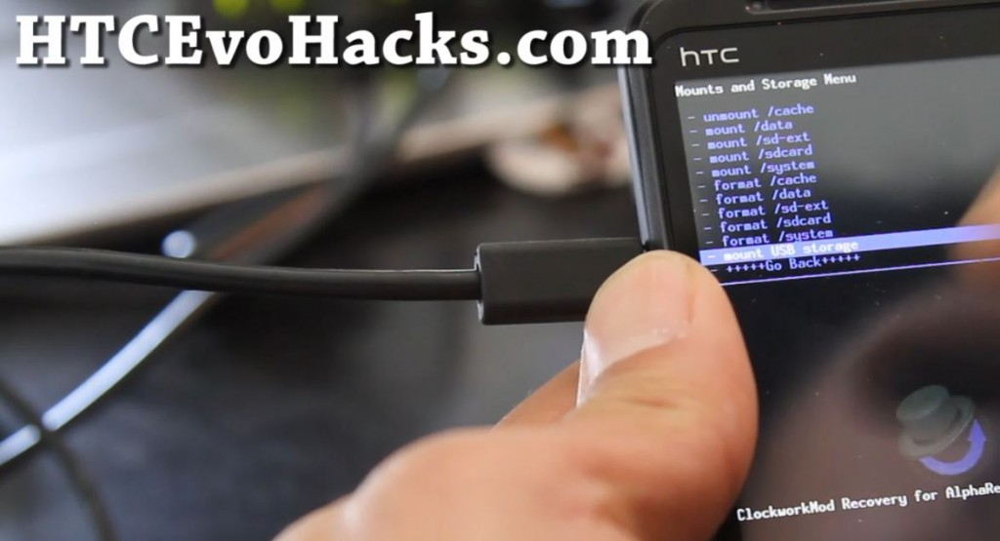 HTCEvoHacks.com
hTC
Mounts and Storage Menu
- unmount /cache
- mount /data
- mount /sd-ext
- mount /sdcard
- mount /system
- format /cache
- format /data
- format /sd-ext
- format /sdcard
- format /system
- mount USB storage
- +++++Go Back+++++
ClockworkMod Recovery for AlphaRe